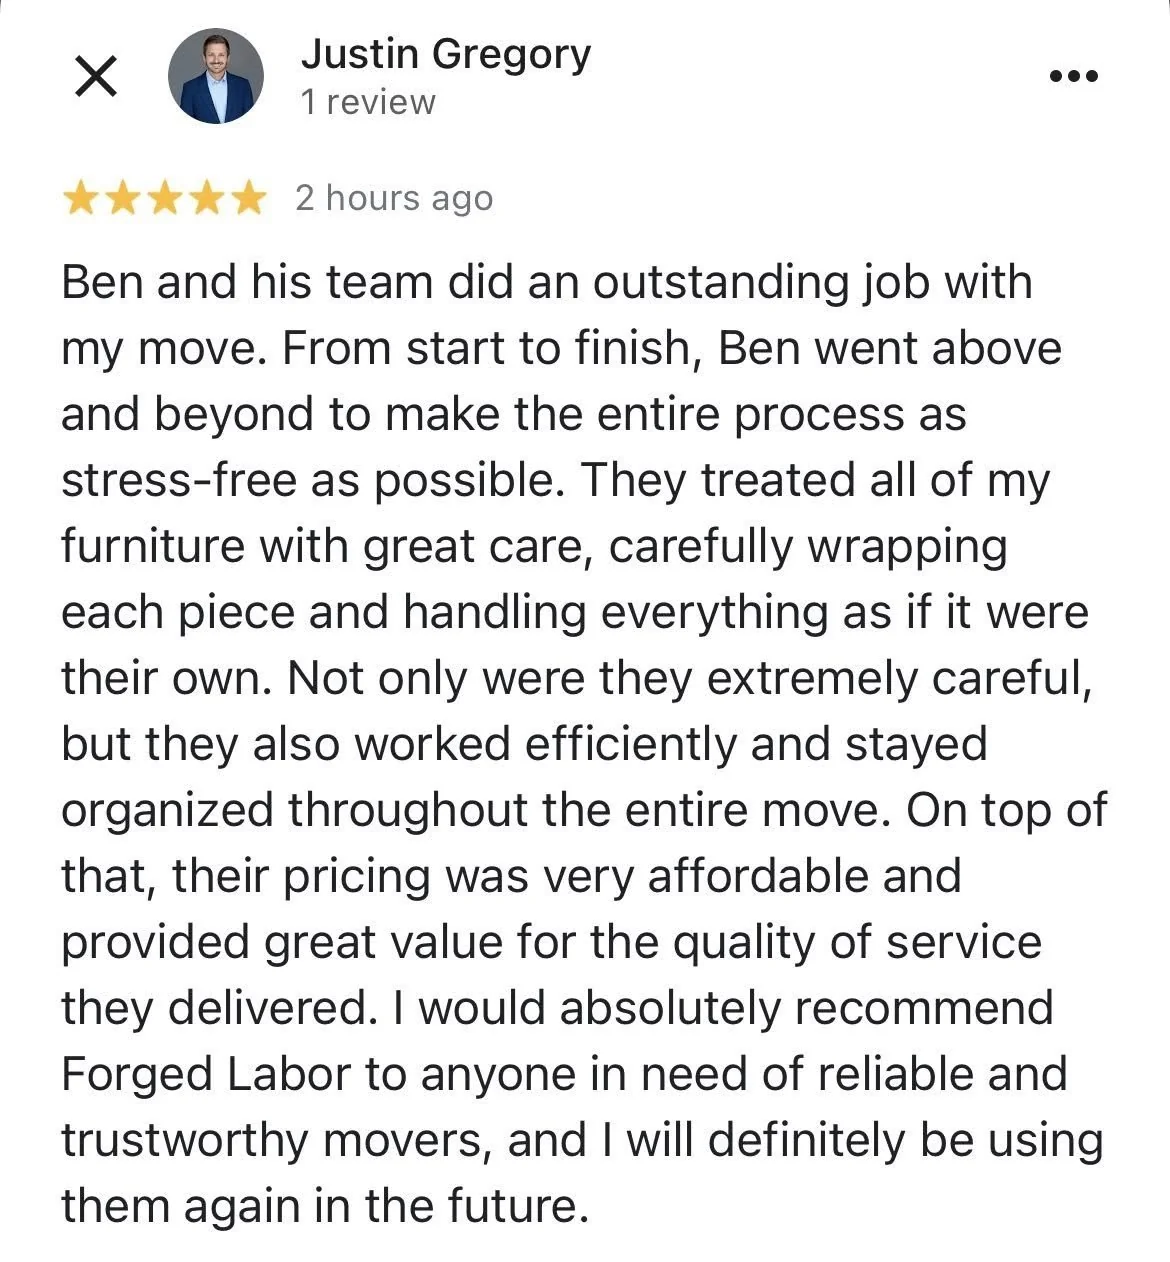 Justin Gregory
1 review
2 hours ago
Ben and his team did an outstanding job with
my move. From start to finish, Ben went above
and beyond to make the entire process as
stress-free as possible. They treated all of my
furniture with great care, carefully wrapping
each piece and handling everything as if it were
their own. Not only were they extremely careful,
but they also worked efficiently and stayed
organized throughout the entire move. On top of
that, their pricing was very affordable and
provided great value for the quality of service
they delivered. I would absolutely recommend
Forged Labor to anyone in need of reliable and
trustworthy movers, and I will definitely be using
them again in the future.